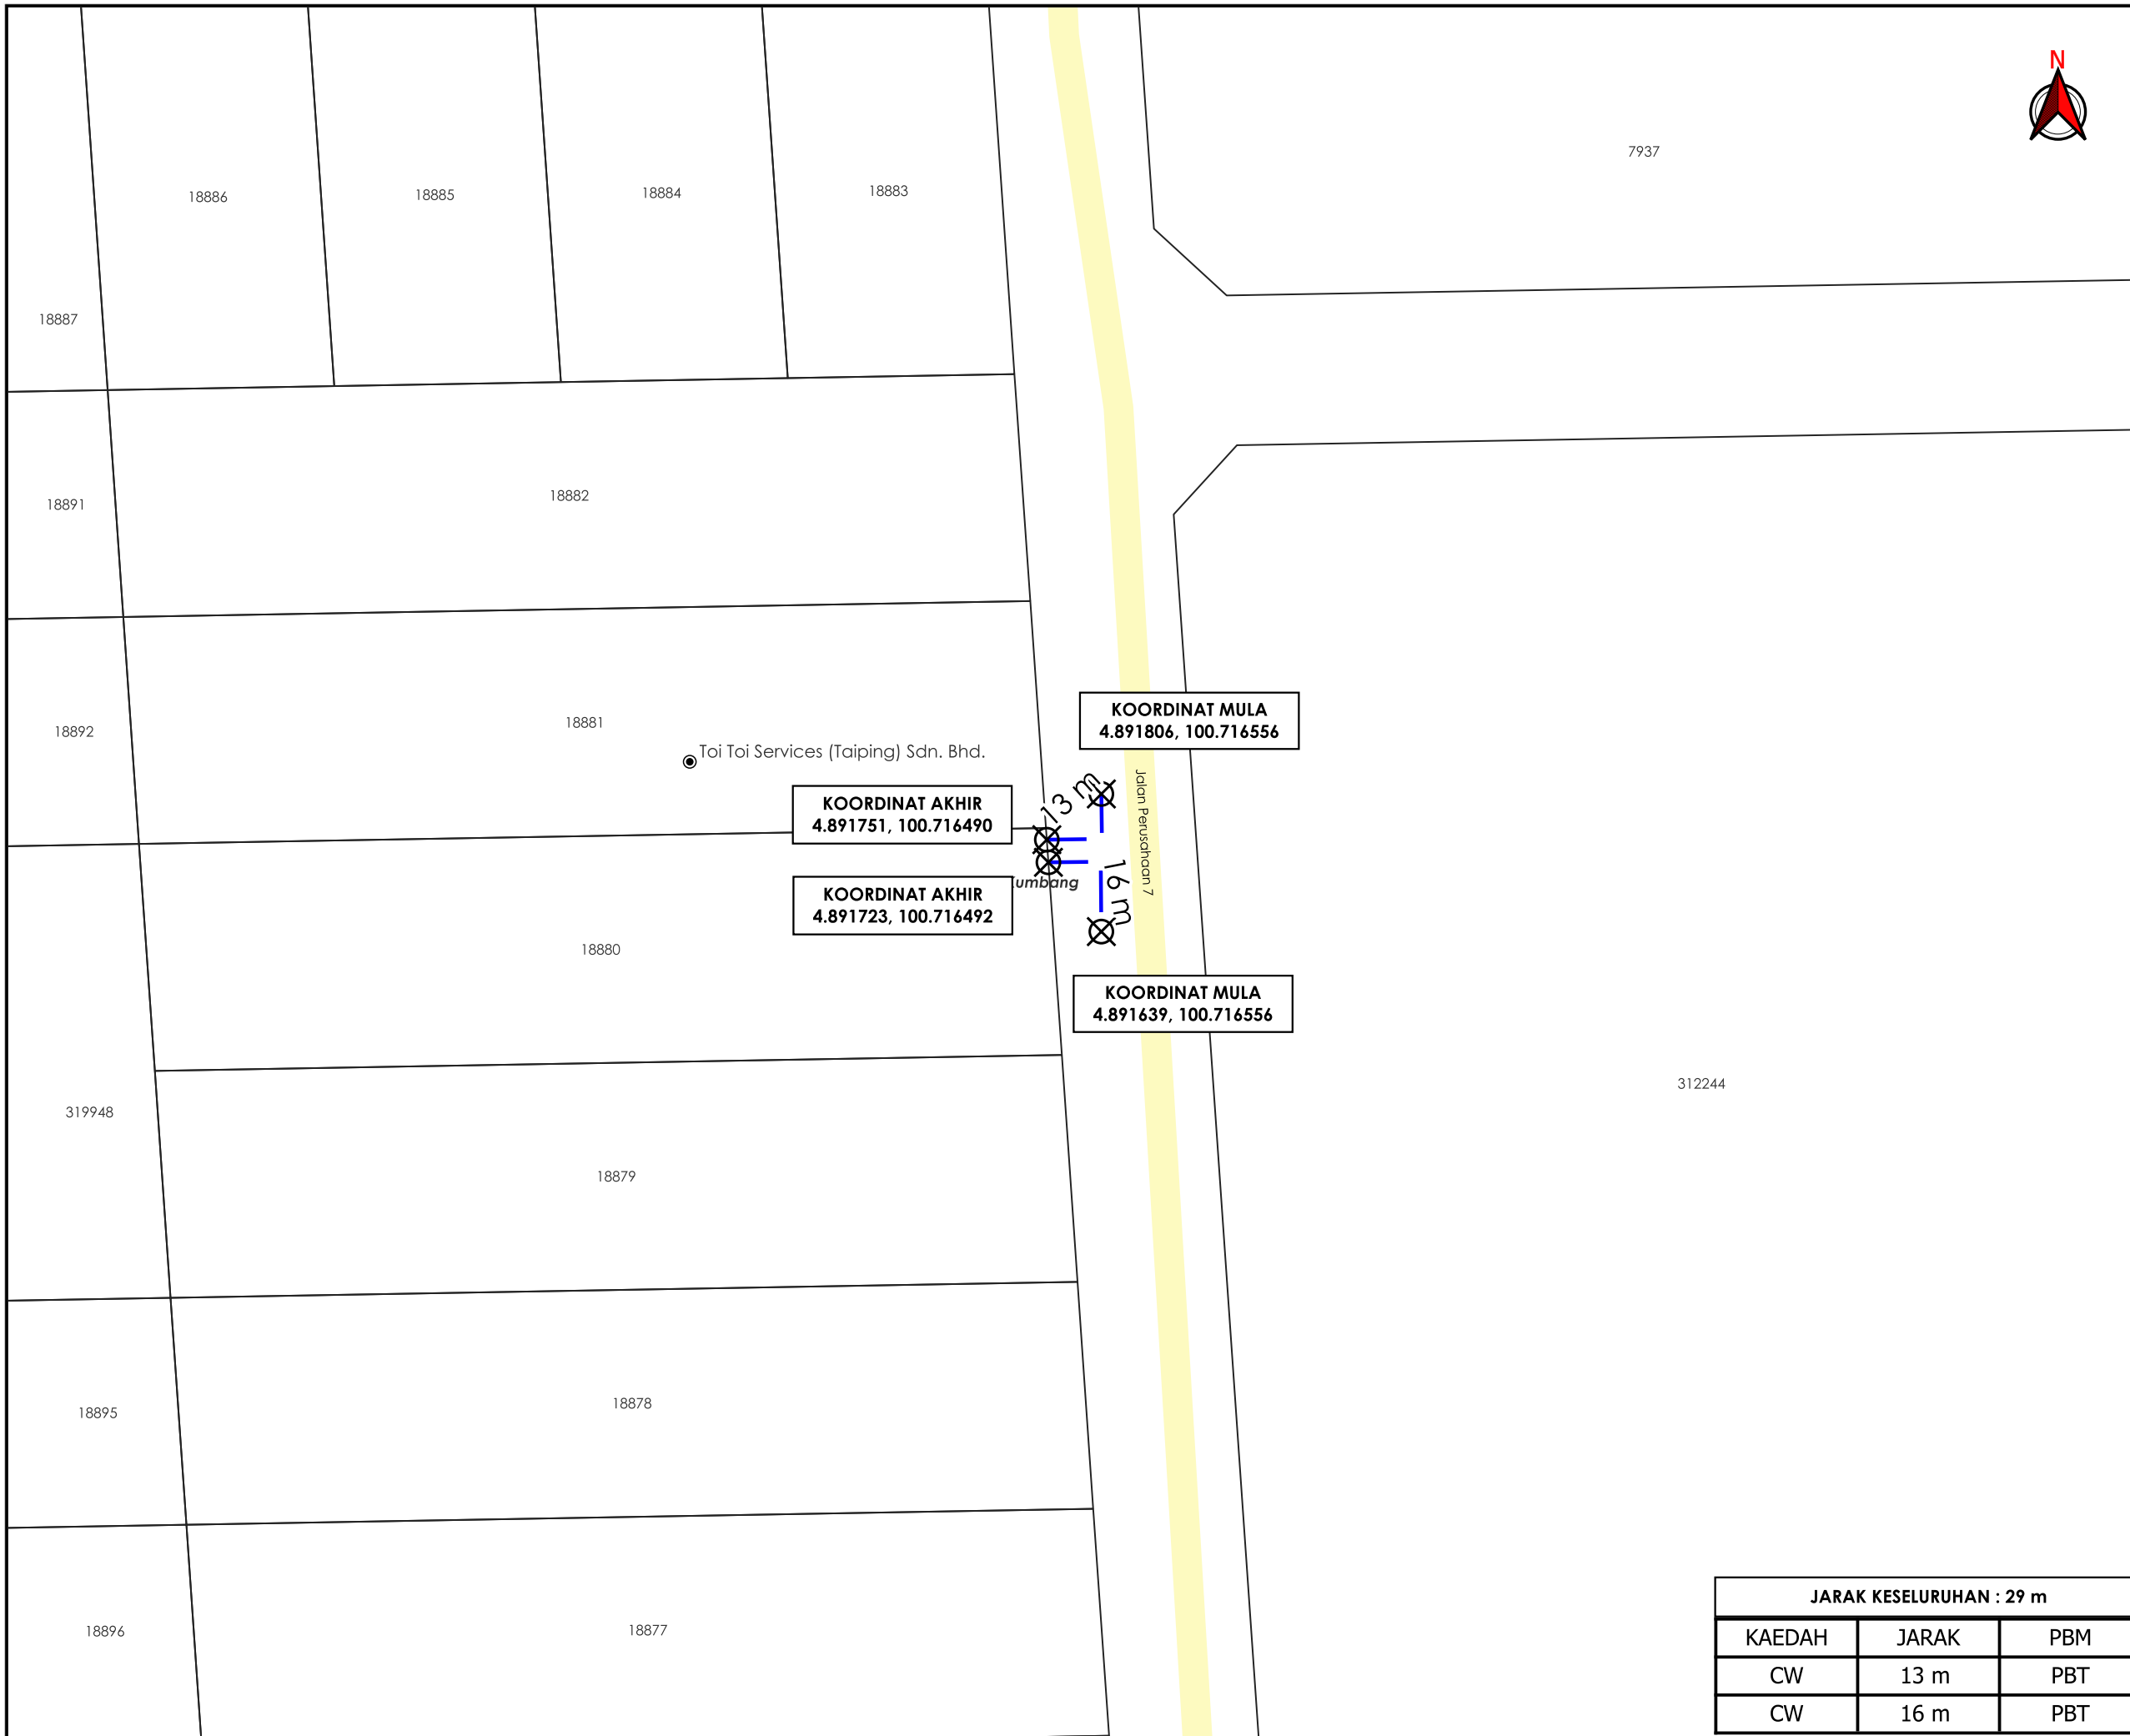 N
7937
18886
18885
18884
18883
18887
18891
18882
18892
18881
Toi Toi Services (Taiping) Sdn. Bhd.
KOORDINAT MULA
4.891806, 100.716556
KOORDINAT AKHIR
4.891751, 100.716490
13 m
Jalan Perusahaan 7
16 m
KOORDINAT AKHIR
4.891723, 100.716492
18880
KOORDINAT MULA
4.891639, 100.716556
319948
312244
18879
18895
18878
18896
18877
JARAK KESELURUHAN : 29 m
KAEDAH JARAK PBM
CW 13 m PBT
CW 16 m PBT